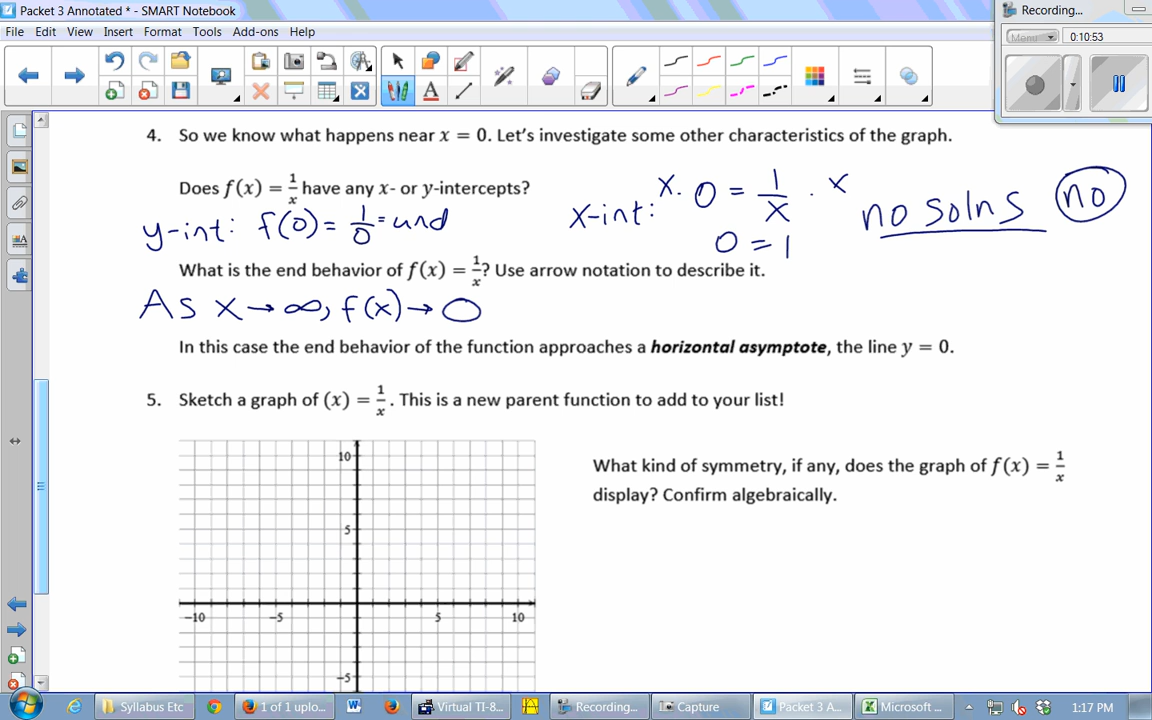 Packet 3 Annotated * - SMART Notebook
Recording...
File Edit View Insert Format Tools Add-ons Help
Menu 0:10:53
4. So we know what happens near x = 0. Let's investigate some other characteristics of the graph.
Does f(x) = 1/x have any x- or y-intercepts?
x · 0 = 1/x · x
no solns
no
y-int: f(0) = 1/0 = und
x-int:
0 = 1
What is the end behavior of f(x) = 1/x? Use arrow notation to describe it.
As x → ∞, f(x) → 0
In this case the end behavior of the function approaches a horizontal asymptote, the line y = 0.
5. Sketch a graph of (x) = 1/x. This is a new parent function to add to your list!
10
5
-10 -5 5 10
-5
What kind of symmetry, if any, does the graph of f(x) = 1/x
display? Confirm algebraically.
Syllabus Etc
1 of 1 uplo...
Virtual TI-8...
Recording...
Capture
Packet 3 A...
Microsoft ...
1:17 PM